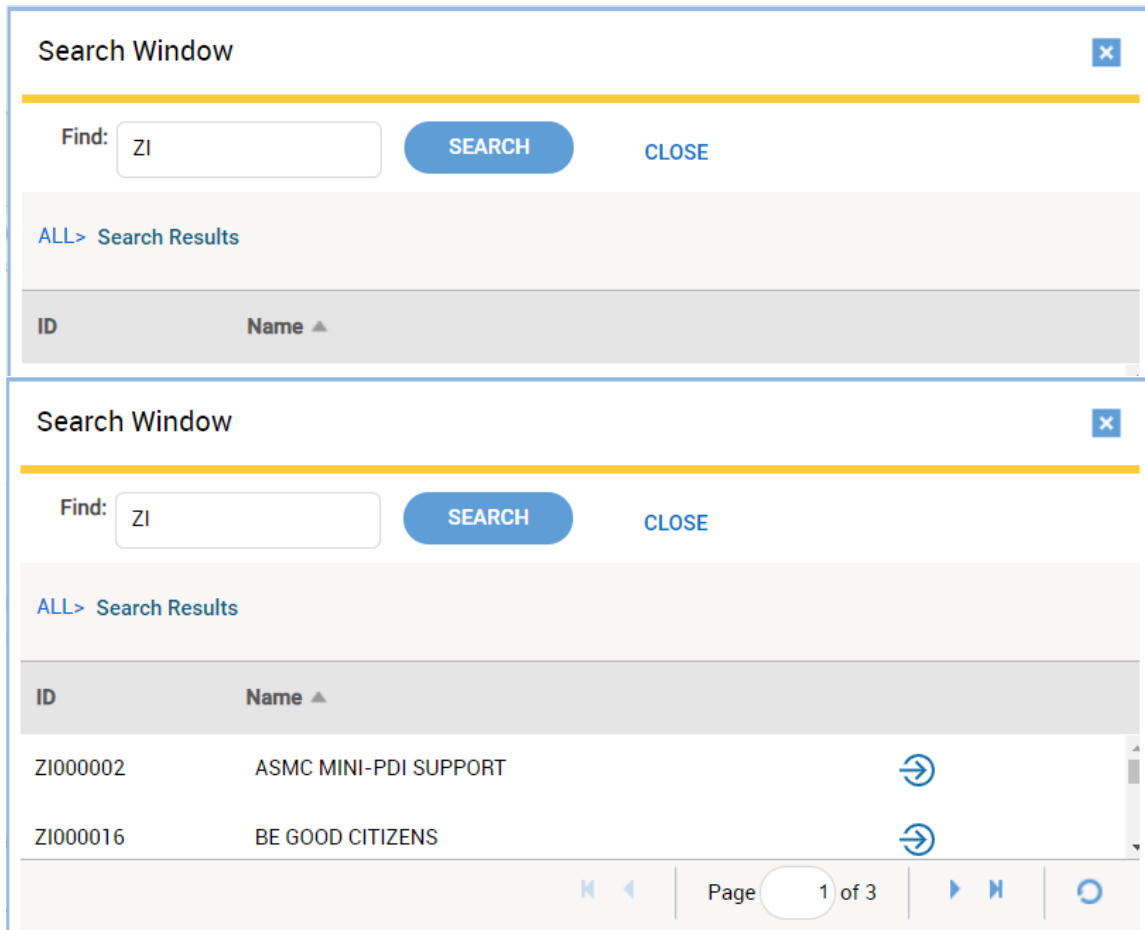 Search Window
Find: ZI SEARCH CLOSE
ALL> Search Results
ID Name
Search Window
Find: ZI SEARCH CLOSE
ALL> Search Results
ID Name
ZI000002 ASMC MINI-PDI SUPPORT
ZI000016 BE GOOD CITIZENS
Page 1 of 3